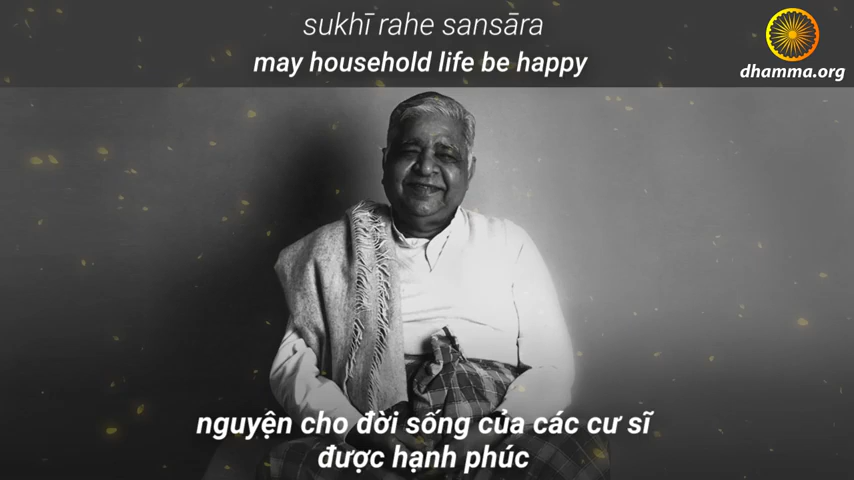 sukhī rahe sansāra
may household life be happy
dhamma.org
nguyện cho đời sống của các cư sĩ
được hạnh phúc